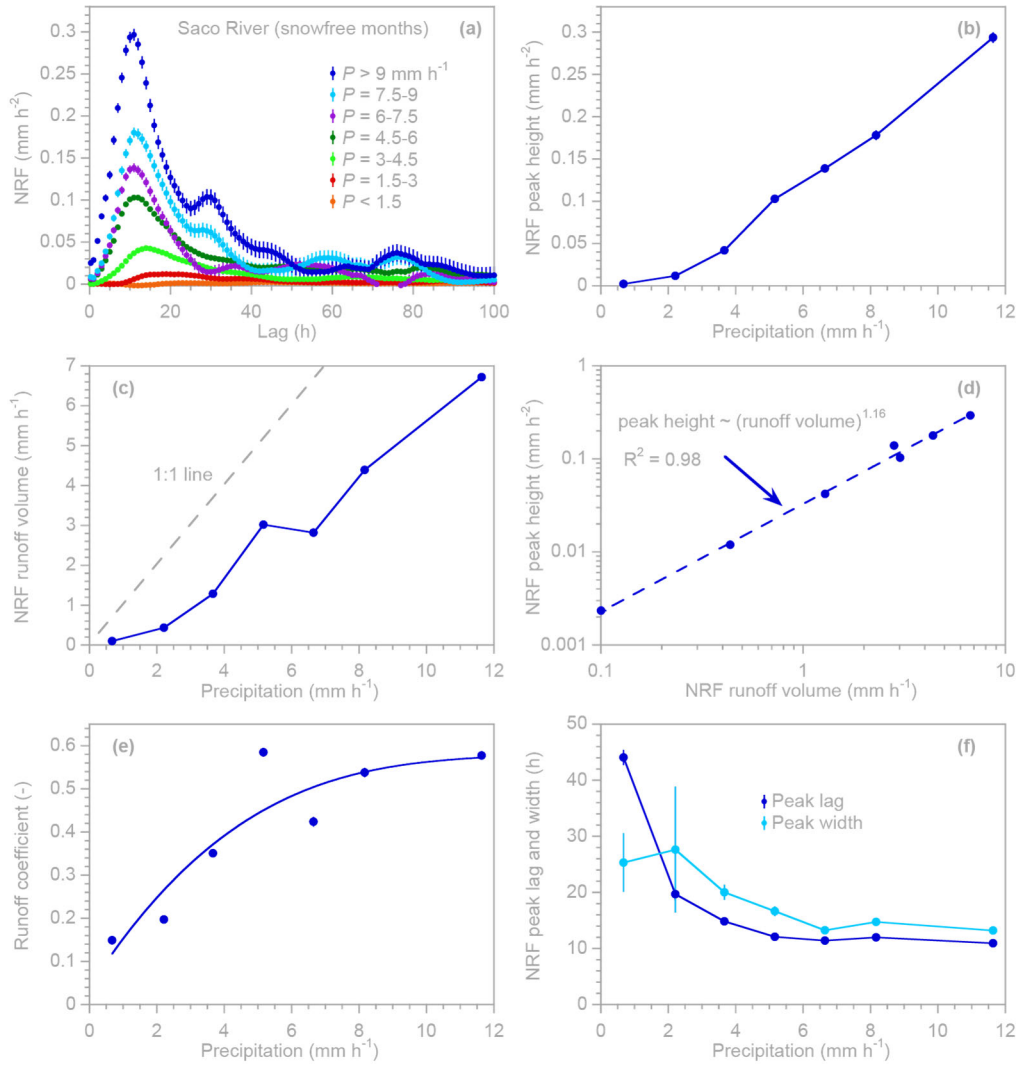 Saco River (snowfree months) (a)
NRF (mm h⁻²)
0.3
0.25
0.2
0.15
0.1
0.05
0
P > 9 mm h⁻¹
P = 7.5-9
P = 6-7.5
P = 4.5-6
P = 3-4.5
P = 1.5-3
P < 1.5
0 20 40 60 80 100
Lag (h)
(b)
NRF peak height (mm h⁻²)
0.3
0.25
0.2
0.15
0.1
0.05
0
0 2 4 6 8 10 12
Precipitation (mm h⁻¹)
(c)
NRF runoff volume (mm h⁻¹)
7
6
5
4
3
2
1
0
1:1 line
0 2 4 6 8 10 12
Precipitation (mm h⁻¹)
(d)
NRF peak height (mm h⁻²)
1
0.1
0.01
0.001
peak height ~ (runoff volume)¹·¹⁶
R² = 0.98
0.1 1 10
NRF runoff volume (mm h⁻¹)
(e)
Runoff coefficient (-)
0.6
0.5
0.4
0.3
0.2
0.1
0
0 2 4 6 8 10 12
Precipitation (mm h⁻¹)
(f)
NRF peak lag and width (h)
50
40
30
20
10
0
Peak lag
Peak width
0 2 4 6 8 10 12
Precipitation (mm h⁻¹)